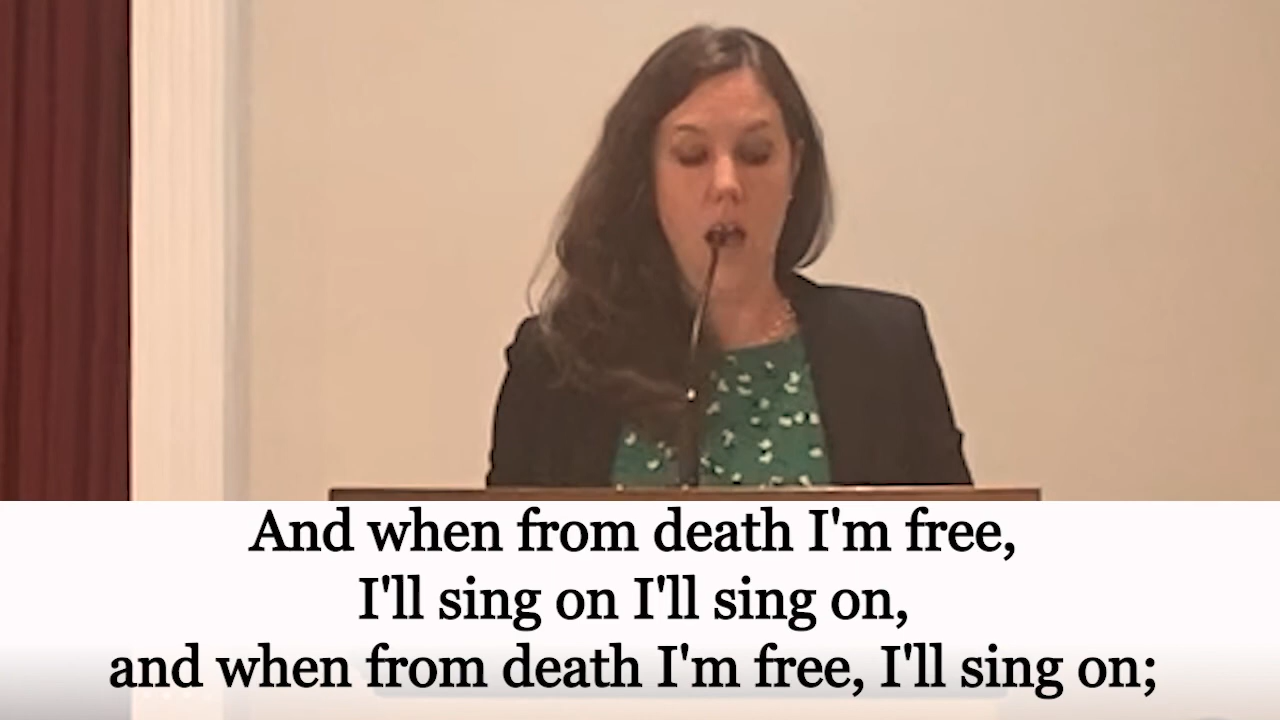 And when from death I'm free,
I'll sing on I'll sing on,
and when from death I'm free, I'll sing on;